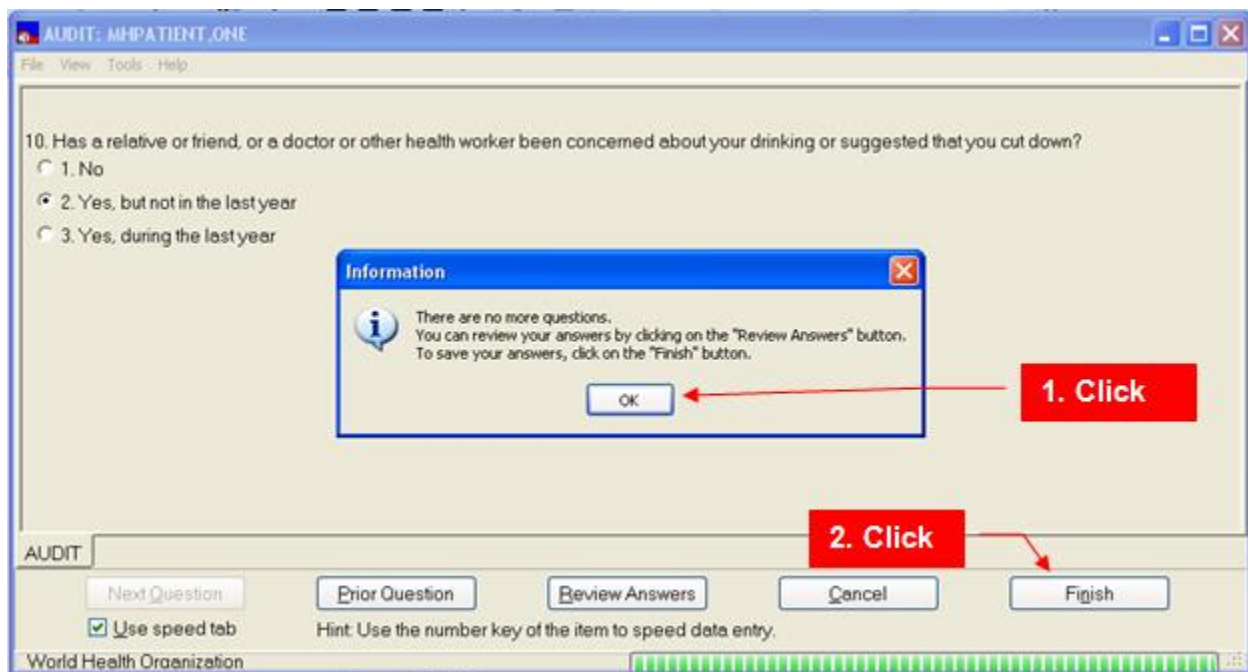 AUDIT: MHPATIENT,ONE
File View Tools Help
10. Has a relative or friend, or a doctor or other health worker been concerned about your drinking or suggested that you cut down?
1. No
2. Yes, but not in the last year
3. Yes, during the last year
Information
There are no more questions.
You can review your answers by clicking on the "Review Answers" button.
To save your answers, click on the "Finish" button.
OK
1. Click
2. Click
AUDIT
Next Question Prior Question Review Answers Cancel Finish
Use speed tab Hint: Use the number key of the item to speed data entry.
World Health Organization